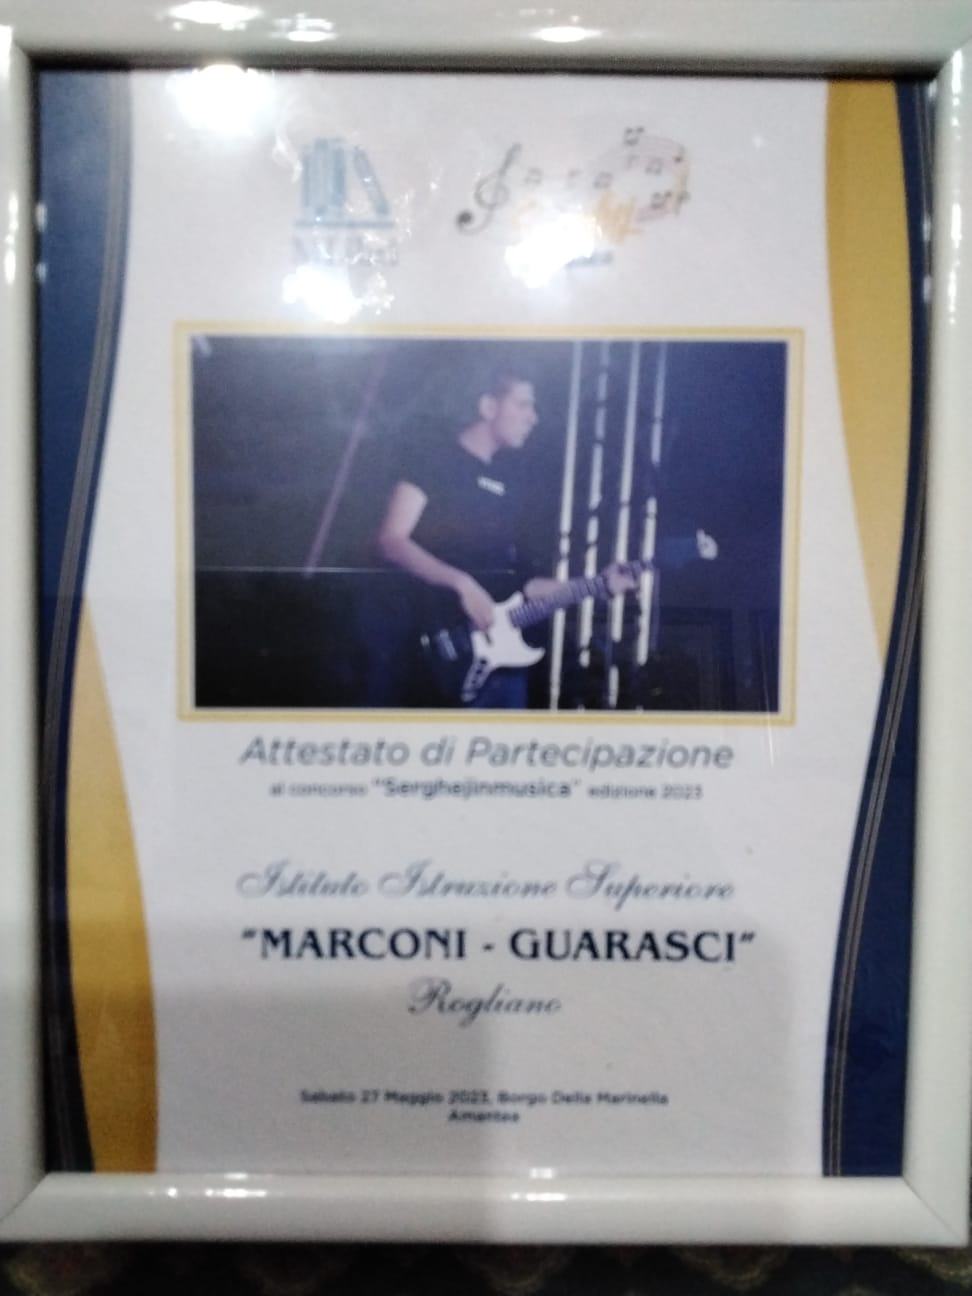 Attestato di Partecipazione
al concorso "Serghejinmusica" edizione 2023
Istituto Istruzione Superiore
"MARCONI - GUARASCI"
Rogliano
Sabato 27 Maggio 2023, Borgo Della Marinella
Amantea